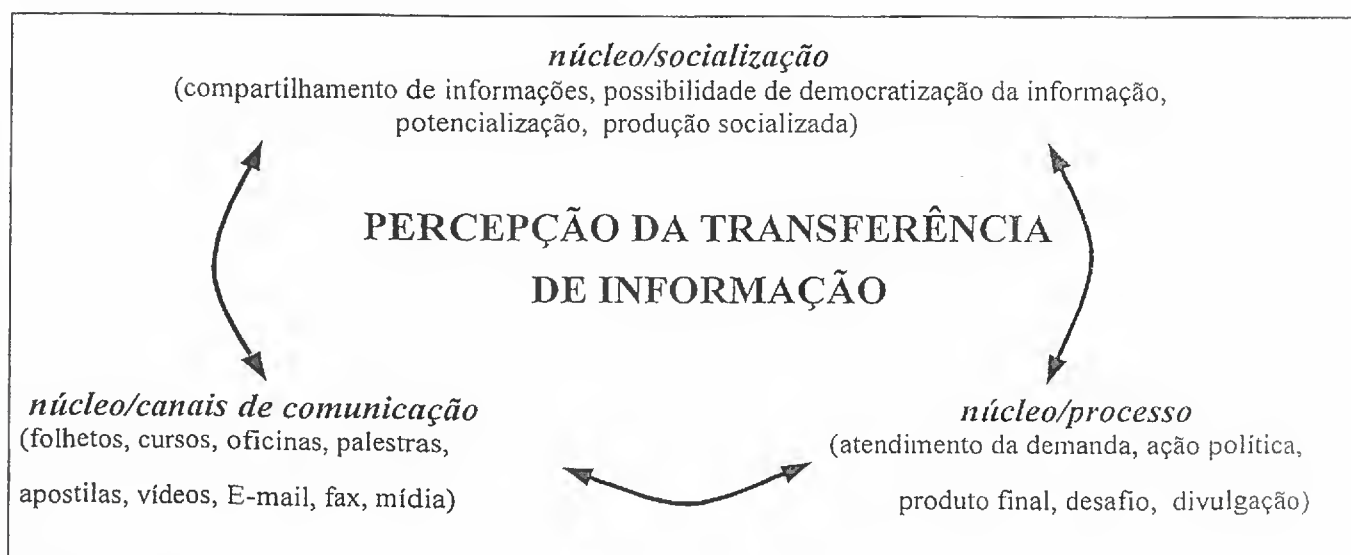 núcleo/socialização
(compartilhamento de informações, possibilidade de democratização da informação,
potencialização, produção socializada)
PERCEPÇÃO DA TRANSFERÊNCIA
DE INFORMAÇÃO
núcleo/canais de comunicação
(folhetos, cursos, oficinas, palestras,
apostilas, vídeos, E-mail, fax, mídia)
núcleo/processo
(atendimento da demanda, ação política,
produto final, desafio, divulgação)